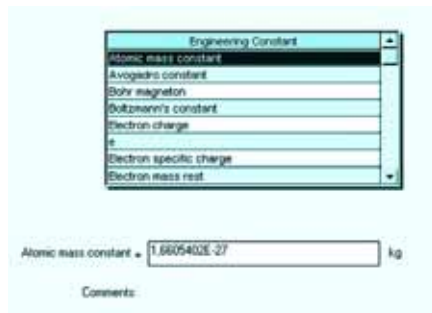 Engineering Constant
Atomic mass constant
Avogadro constant
Bohr magneton
Boltzmann's constant
Electron charge
e
Electron specific charge
Electron mass rest
Atomic mass constant = 1,6605402E-27 kg
Comments: